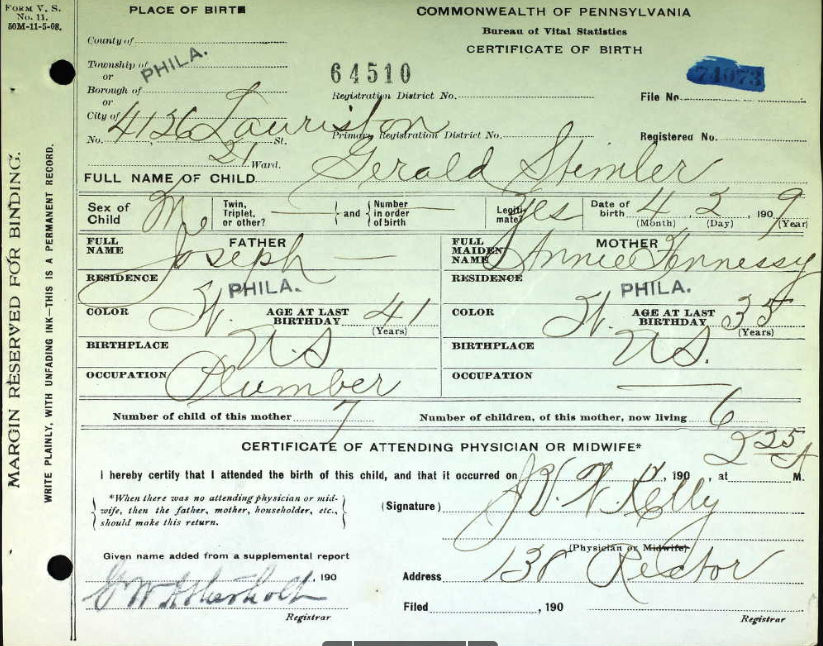 FORM V. S.
No. 11.
50M-11-5-08.
PLACE OF BIRTH
COMMONWEALTH OF PENNSYLVANIA
Bureau of Vital Statistics
CERTIFICATE OF BIRTH
County of
Township of
or
PHILA.
Borough of
or
City of
No. 4126 Lauriston St.
21 Ward.
64510
Registration District No.
Primary Registration District No.
74073
File No.
Registered No.
FULL NAME OF CHILD Gerald Stimler
Sex of Child M. Twin, Triplet, or other? — and Number in order of birth — Legitimate? Yes Date of birth 4 2, 1909
(Month) (Day) (Year)
FULL NAME FATHER Joseph —
FULL MAIDEN NAME MOTHER Annie Hennessy
RESIDENCE PHILA.
RESIDENCE PHILA.
COLOR W. AGE AT LAST BIRTHDAY 41 (Years)
COLOR W. AGE AT LAST BIRTHDAY 35 (Years)
BIRTHPLACE US
BIRTHPLACE US.
OCCUPATION Plumber
OCCUPATION —
Number of child of this mother 7 Number of children, of this mother, now living 6
CERTIFICATE OF ATTENDING PHYSICIAN OR MIDWIFE*
I hereby certify that I attended the birth of this child, and that it occurred on , 190 , at 2 25 A M.
*When there was no attending physician or mid-
wife, then the father, mother, householder, etc.,
should make this return.
(Signature) Kelly
(Physician or Midwife)
Given name added from a supplemental report
, 190
Registrar
Address 138 Rector
Filed , 190
Registrar
MARGIN RESERVED FOR BINDING.
WRITE PLAINLY, WITH UNFADING INK—THIS IS A PERMANENT RECORD.